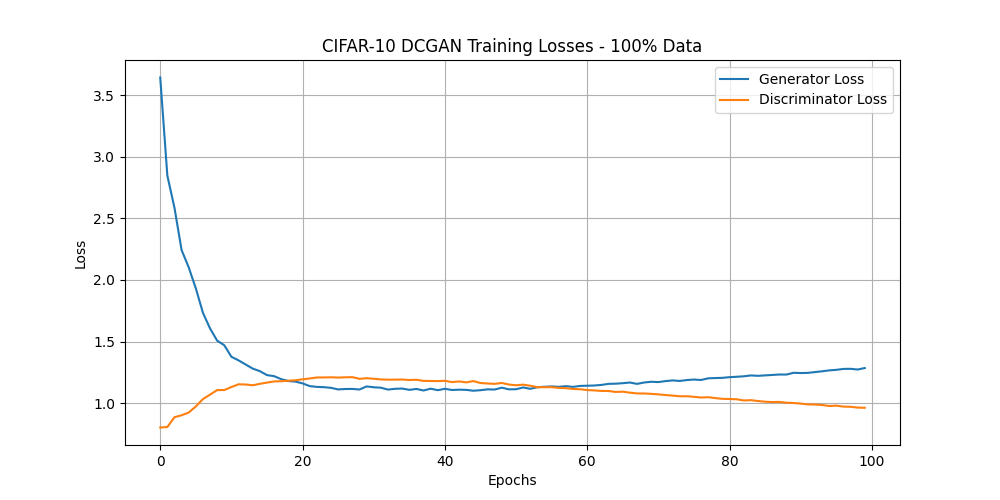 CIFAR-10 DCGAN Training Losses - 100% Data
Generator Loss
Discriminator Loss
Loss
3.5
3.0
2.5
2.0
1.5
1.0
0
20
40
60
80
100
Epochs